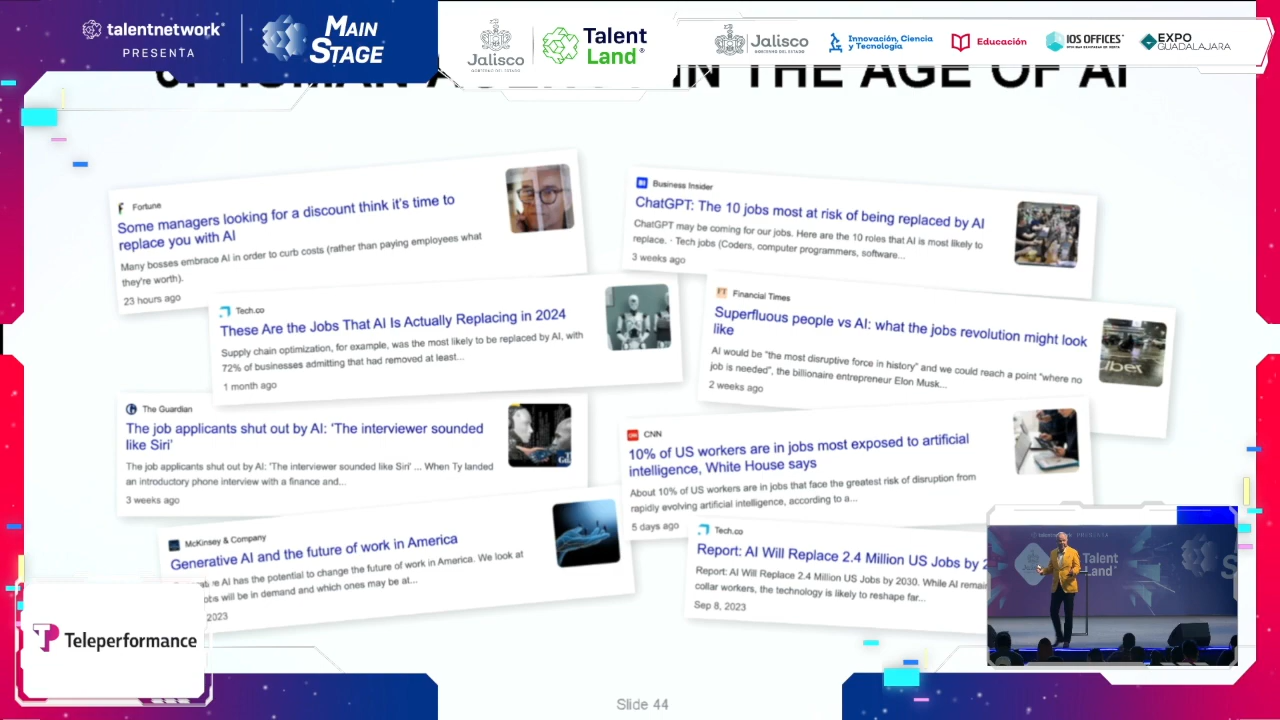 talentnetwork
PRESENTA
MAIN
STAGE
Jalisco
GOBIERNO DEL ESTADO
Talent
Land
Jalisco
GOBIERNO DEL ESTADO
Innovación, Ciencia
y Tecnología
Educación
IOS OFFICES
EXPO
GUADALAJARA
IN THE AGE OF AI
Fortune
Some managers looking for a discount think it's time to
replace you with AI
Many bosses embrace AI in order to curb costs (rather than paying employees what
they're worth).
23 hours ago
Business Insider
ChatGPT: The 10 jobs most at risk of being replaced by AI
ChatGPT may be coming for our jobs. Here are the 10 roles that AI is most likely to
replace. · Tech jobs (Coders, computer programmers, software...
3 weeks ago
Tech.co
These Are the Jobs That AI Is Actually Replacing in 2024
Supply chain optimization, for example, was the most likely to be replaced by AI, with
72% of businesses admitting that had removed at least...
1 month ago
FT Financial Times
Superfluous people vs AI: what the jobs revolution might look
like
AI would be "the most disruptive force in history" and we could reach a point "where no
job is needed", the billionaire entrepreneur Elon Musk...
2 weeks ago
Uber
The Guardian
The job applicants shut out by AI: 'The interviewer sounded
like Siri'
The job applicants shut out by AI: 'The interviewer sounded like Siri' ... When Ty landed
an introductory phone interview with a finance and...
3 weeks ago
CNN
10% of US workers are in jobs most exposed to artificial
intelligence, White House says
About 10% of US workers are in jobs that face the greatest risk of disruption from
rapidly evolving artificial intelligence, according to a...
5 days ago
McKinsey & Company
Generative AI and the future of work in America
AI has the potential to change the future of work in America. We look at
jobs will be in demand and which ones may be at...
2023
Tech.co
Report: AI Will Replace 2.4 Million US Jobs by
Report: AI Will Replace 2.4 Million US Jobs by 2030. While AI
collar workers, the technology is likely to reshape far...
Sep 8, 2023
Teleperformance
Talent
Land
S
Slide 44